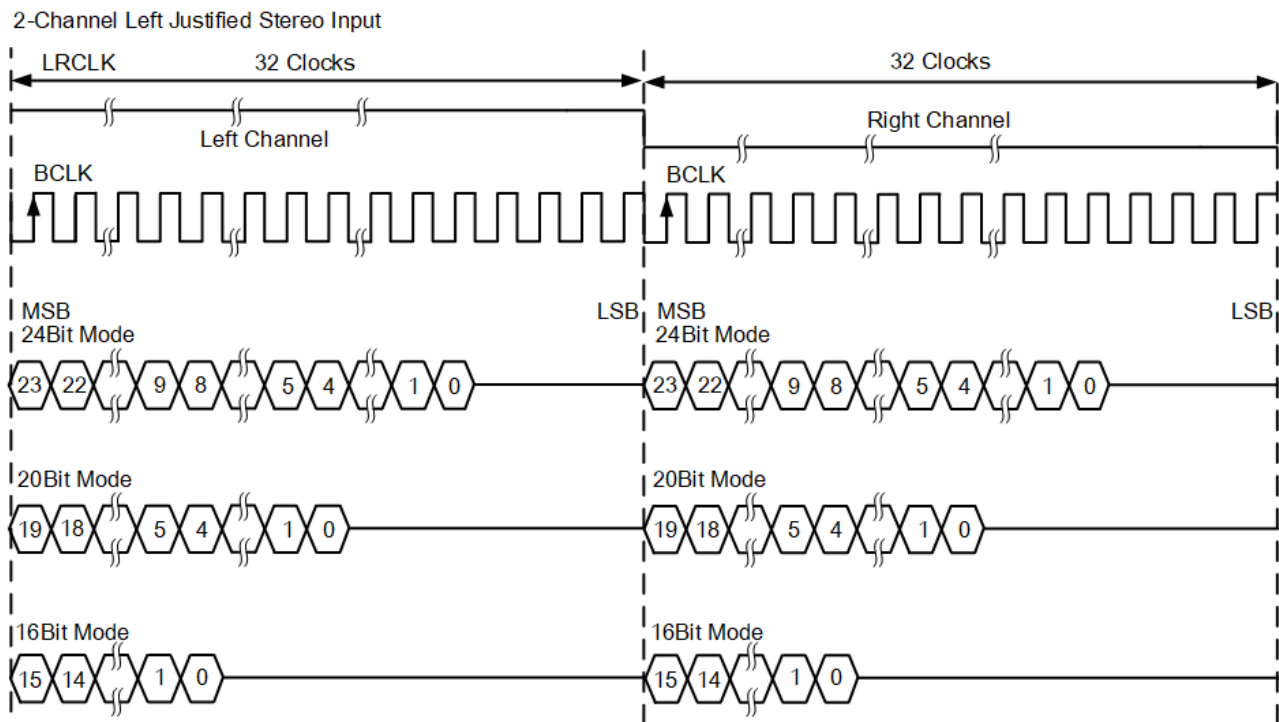 2-Channel Left Justified Stereo Input
LRCLK 32 Clocks 32 Clocks
Left Channel Right Channel
BCLK BCLK
MSB LSB MSB LSB
24Bit Mode 24Bit Mode
23 22 9 8 5 4 1 0 23 22 9 8 5 4 1 0
20Bit Mode 20Bit Mode
19 18 5 4 1 0 19 18 5 4 1 0
16Bit Mode 16Bit Mode
15 14 1 0 15 14 1 0